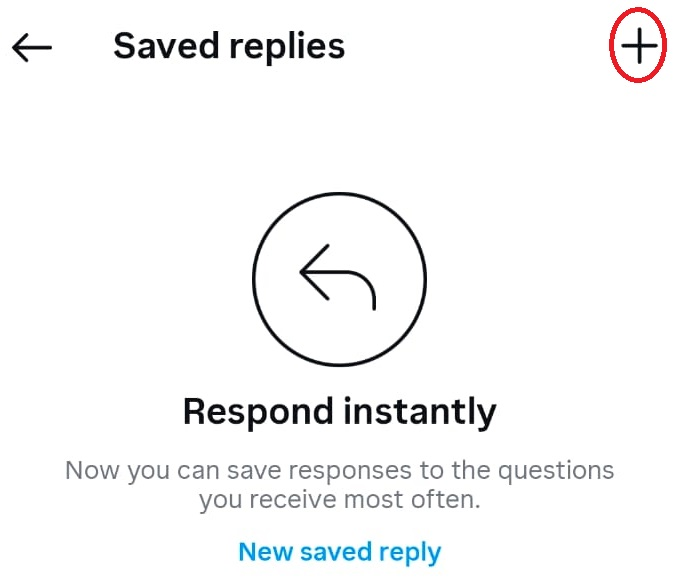 Saved replies
Respond instantly
Now you can save responses to the questions
you receive most often.
New saved reply